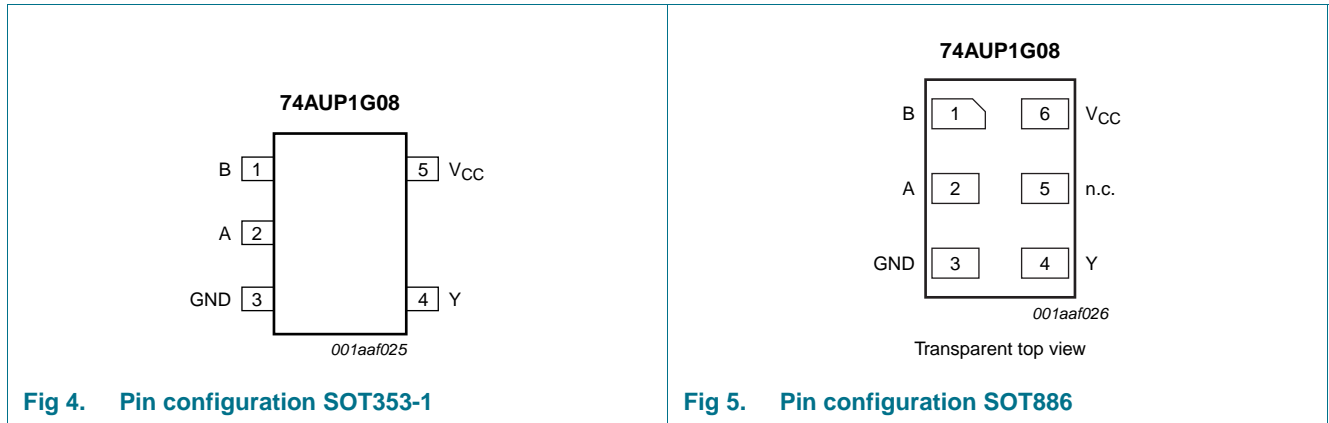 74AUP1G08
B 1 5 VCC
A 2
GND 3 4 Y
001aaf025
Fig 4. Pin configuration SOT353-1
74AUP1G08
B 1 6 VCC
A 2 5 n.c.
GND 3 4 Y
001aaf026
Transparent top view
Fig 5. Pin configuration SOT886